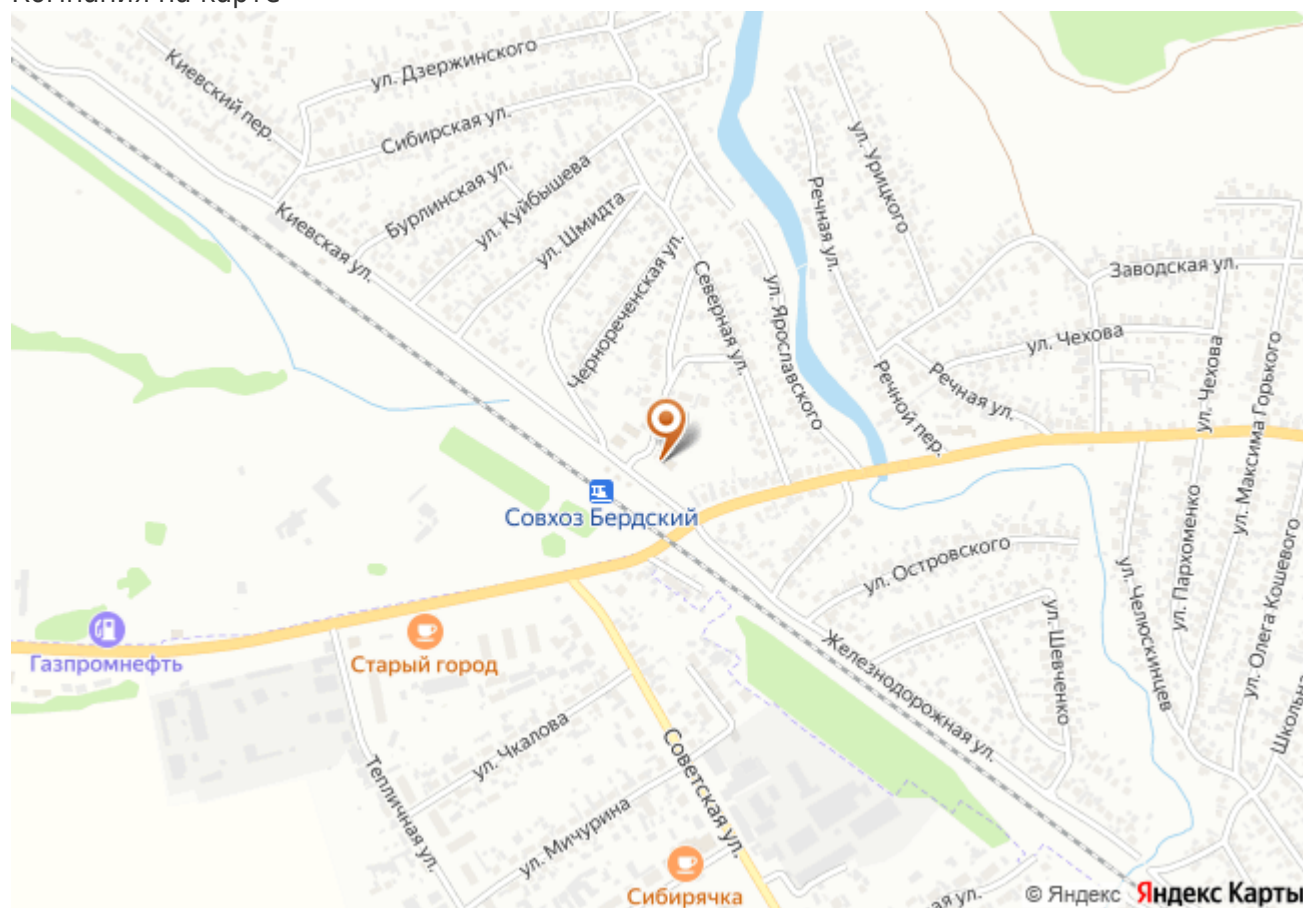 Компания на карте
ул. Дзержинского
Киевский пер.
Сибирская ул.
ул. Урицкого
Бурлинская ул.
ул. Куйбышева
Речная ул.
Киевская ул.
ул. Шмидта
Чернореченская ул.
Северная ул.
ул. Ярославского
Заводская ул.
ул. Чехова
ул. Чехова
ул. Максима Горького
Речной пер.
Речная ул.
Совхоз Бердский
ул. Островского
ул. Пархоменко
ул. Челюскинцев
ул. Олега Кошевого
ул. Шевченко
Газпромнефть
Старый город
Железнодорожная ул.
ул. Чкалова
Советская ул.
Тепличная ул.
ул. Мичурина
Сибирячка
© Яндекс Яндекс Карты